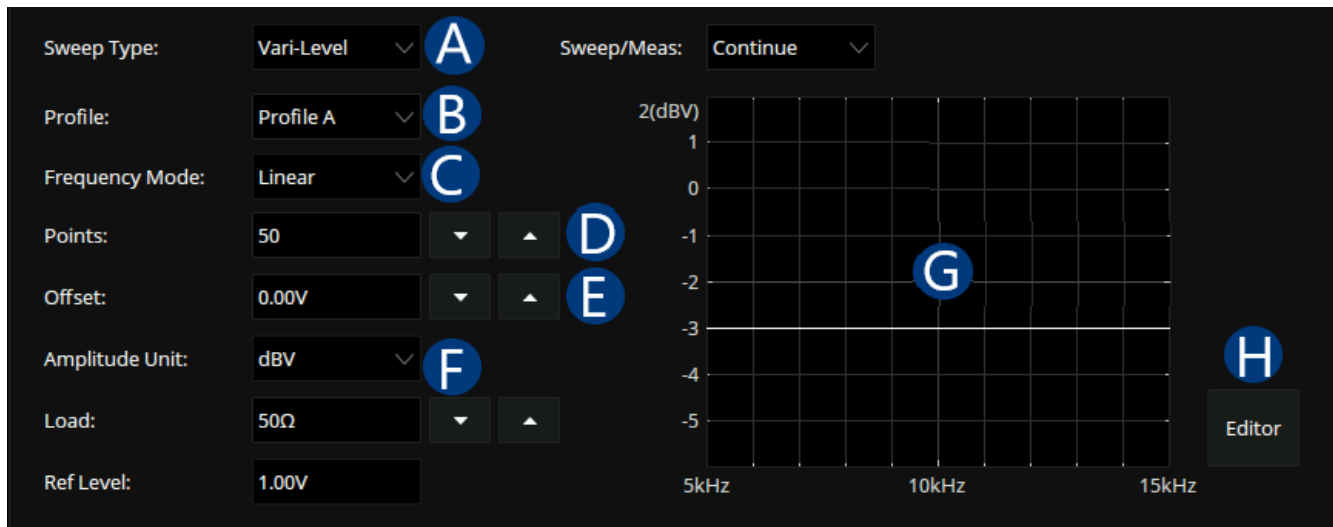 Sweep Type: Vari-Level A Sweep/Meas: Continue
Profile: Profile A B
Frequency Mode: Linear C
Points: 50 D
Offset: 0.00V E
Amplitude Unit: dBV F
Load: 50Ω
Ref Level: 1.00V
2(dBV)
1
0
-1
-2
-3
-4
-5
G
5kHz 10kHz 15kHz
H
Editor